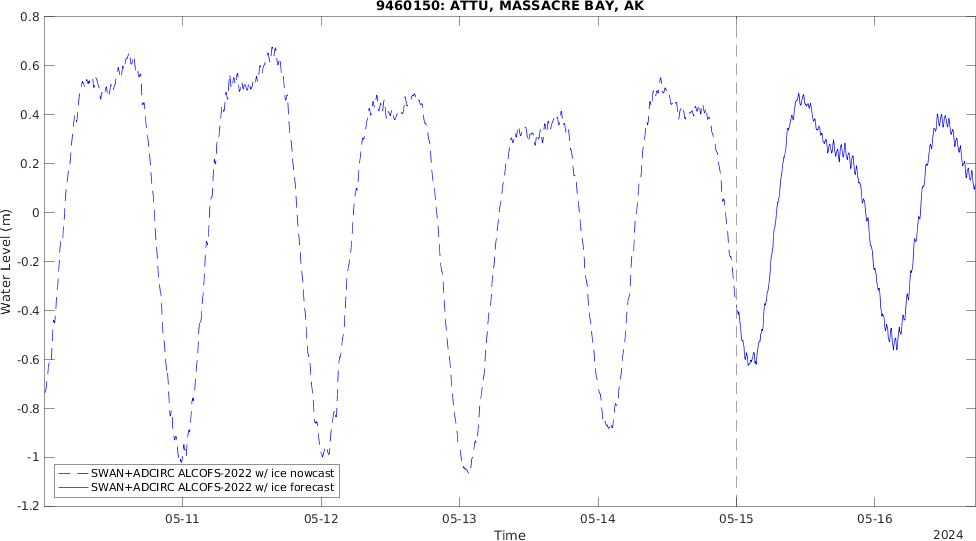 9460150: ATTU, MASSACRE BAY, AK
0.8
0.6
0.4
0.2
0
-0.2
-0.4
-0.6
-0.8
-1
-1.2
Water Level (m)
SWAN+ADCIRC ALCOFS-2022 w/ ice nowcast
SWAN+ADCIRC ALCOFS-2022 w/ ice forecast
05-11 05-12 05-13 05-14 05-15 05-16
Time
2024